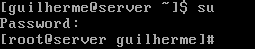 [guilherme@server ~]$ su
Password:
[root@server guilherme]#